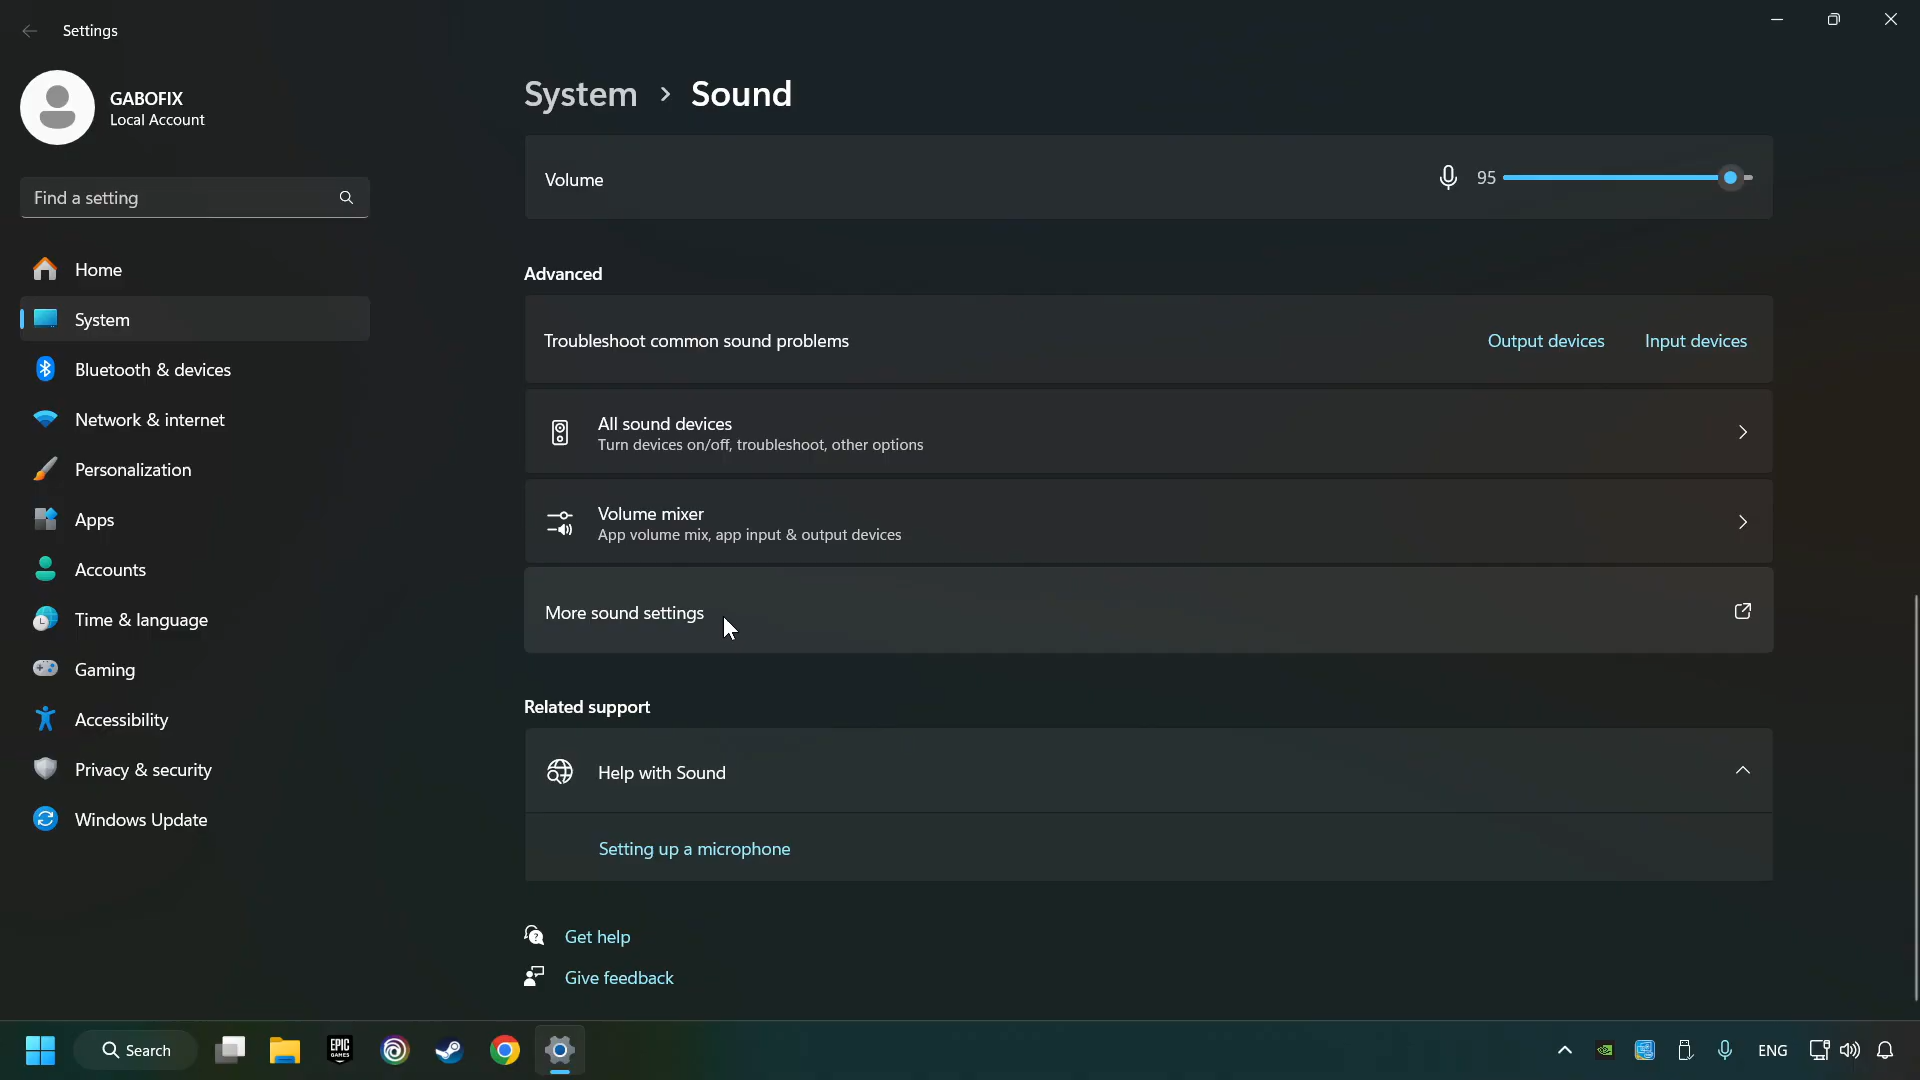 Settings
GABOFIX
Local Account
Find a setting
Home
System
Bluetooth & devices
Network & internet
Personalization
Apps
Accounts
Time & language
Gaming
Accessibility
Privacy & security
Windows Update
System > Sound
Volume 95
Advanced
Troubleshoot common sound problems Output devices Input devices
All sound devices
Turn devices on/off, troubleshoot, other options
Volume mixer
App volume mix, app input & output devices
More sound settings
Related support
Help with Sound
Setting up a microphone
Get help
Give feedback
Search EPIC GAMES ENG